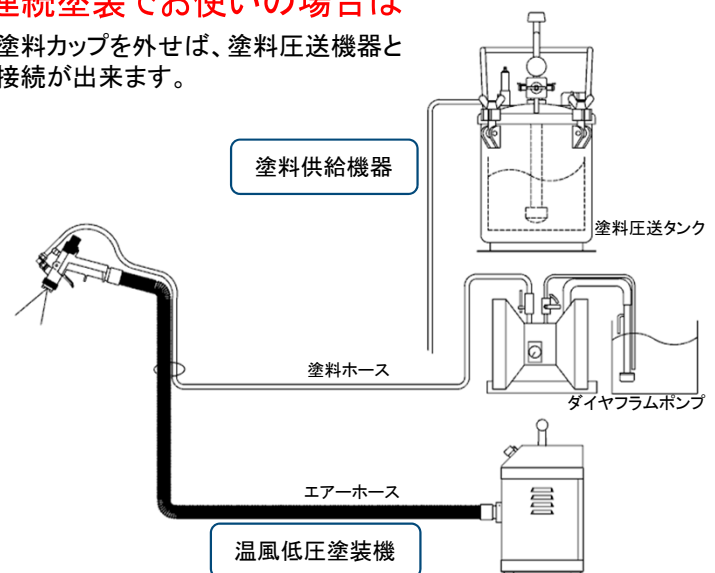 連続塗装でお使いの場合は
塗料カップを外せば、塗料圧送機器と
接続が出来ます。
塗料供給機器
塗料圧送タンク
塗料ホース
ダイヤフラムポンプ
エアーホース
温風低圧塗装機